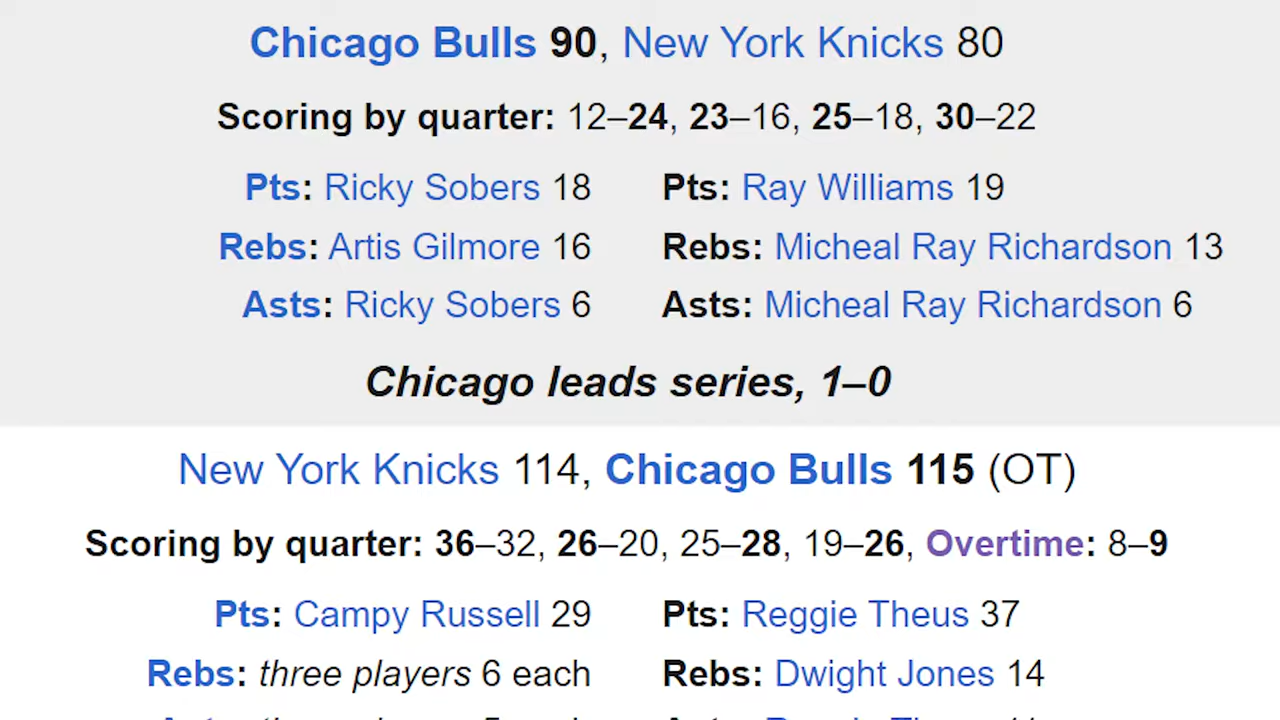 Chicago Bulls 90, New York Knicks 80
Scoring by quarter: 12–24, 23–16, 25–18, 30–22
Pts: Ricky Sobers 18 Pts: Ray Williams 19
Rebs: Artis Gilmore 16 Rebs: Micheal Ray Richardson 13
Asts: Ricky Sobers 6 Asts: Micheal Ray Richardson 6
Chicago leads series, 1–0
New York Knicks 114, Chicago Bulls 115 (OT)
Scoring by quarter: 36–32, 26–20, 25–28, 19–26, Overtime: 8–9
Pts: Campy Russell 29 Pts: Reggie Theus 37
Rebs: three players 6 each Rebs: Dwight Jones 14